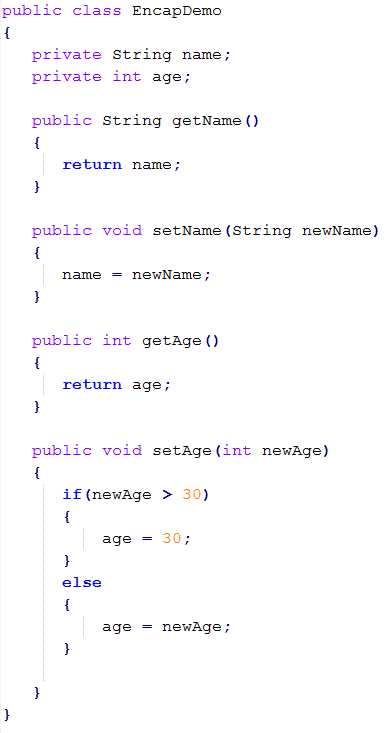 public class EncapDemo
{
private String name;
private int age;
public String getName()
{
return name;
}
public void setName(String newName)
{
name = newName;
}
public int getAge()
{
return age;
}
public void setAge(int newAge)
{
if(newAge > 30)
{
age = 30;
}
else
{
age = newAge;
}
}
}